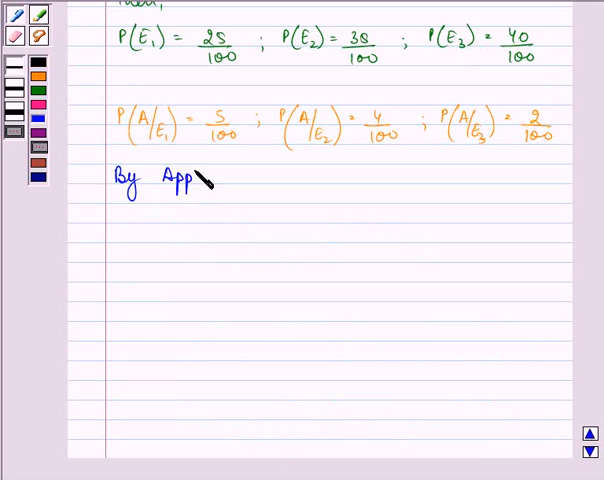 P(E₁) = 25/100 ; P(E₂) = 35/100 ; P(E₃) = 40/100
P(A/E₁) = 5/100 ; P(A/E₂) = 4/100 ; P(A/E₃) = 2/100
By App